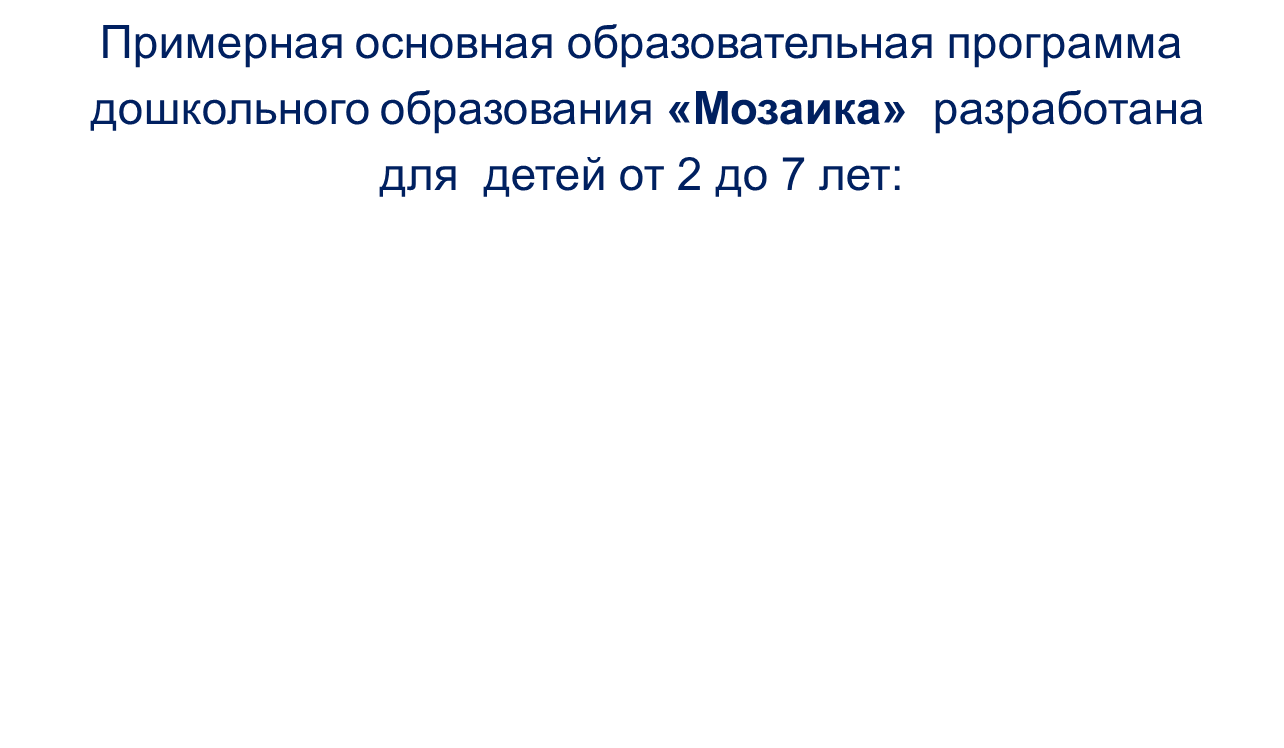 Примерная основная образовательная программа
дошкольного образования «Мозаика» разработана
для детей от 2 до 7 лет: